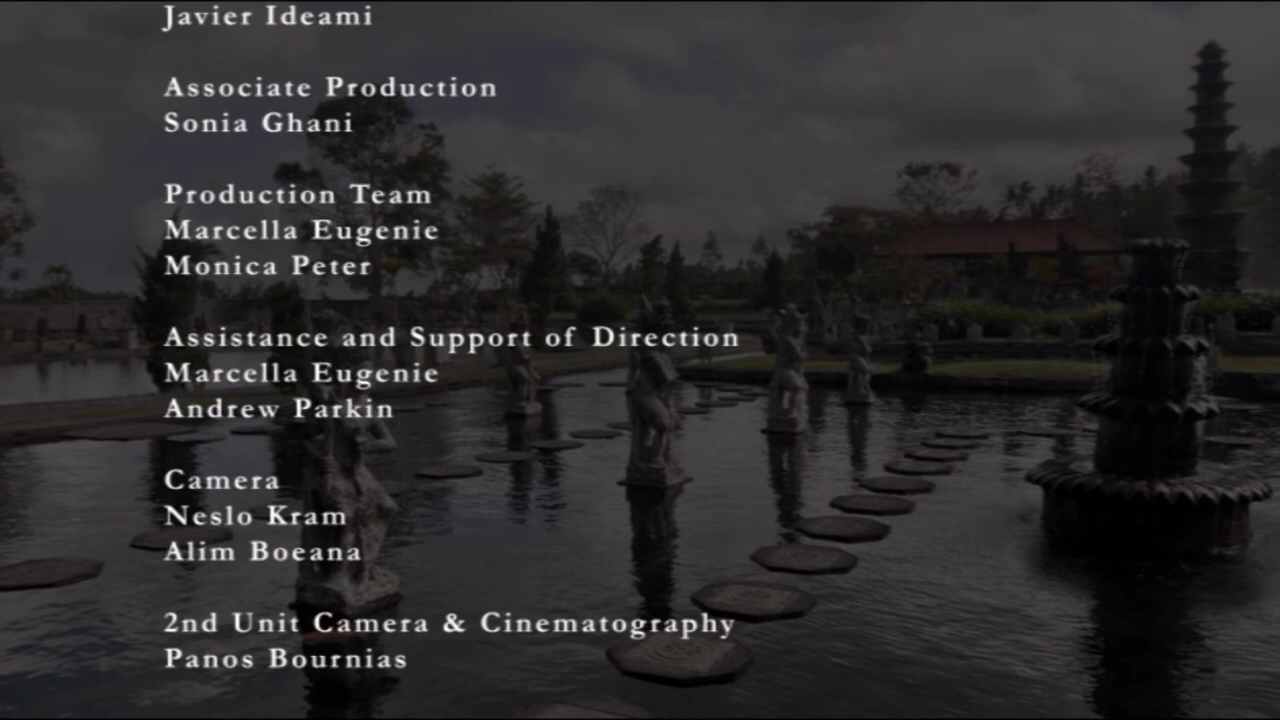 Javier Ideami
Associate Production
Sonia Ghani
Production Team
Marcella Eugenie
Monica Peter
Assistance and Support of Direction
Marcella Eugenie
Andrew Parkin
Camera
Neslo Kram
Alim Boeana
2nd Unit Camera & Cinematography
Panos Bournias